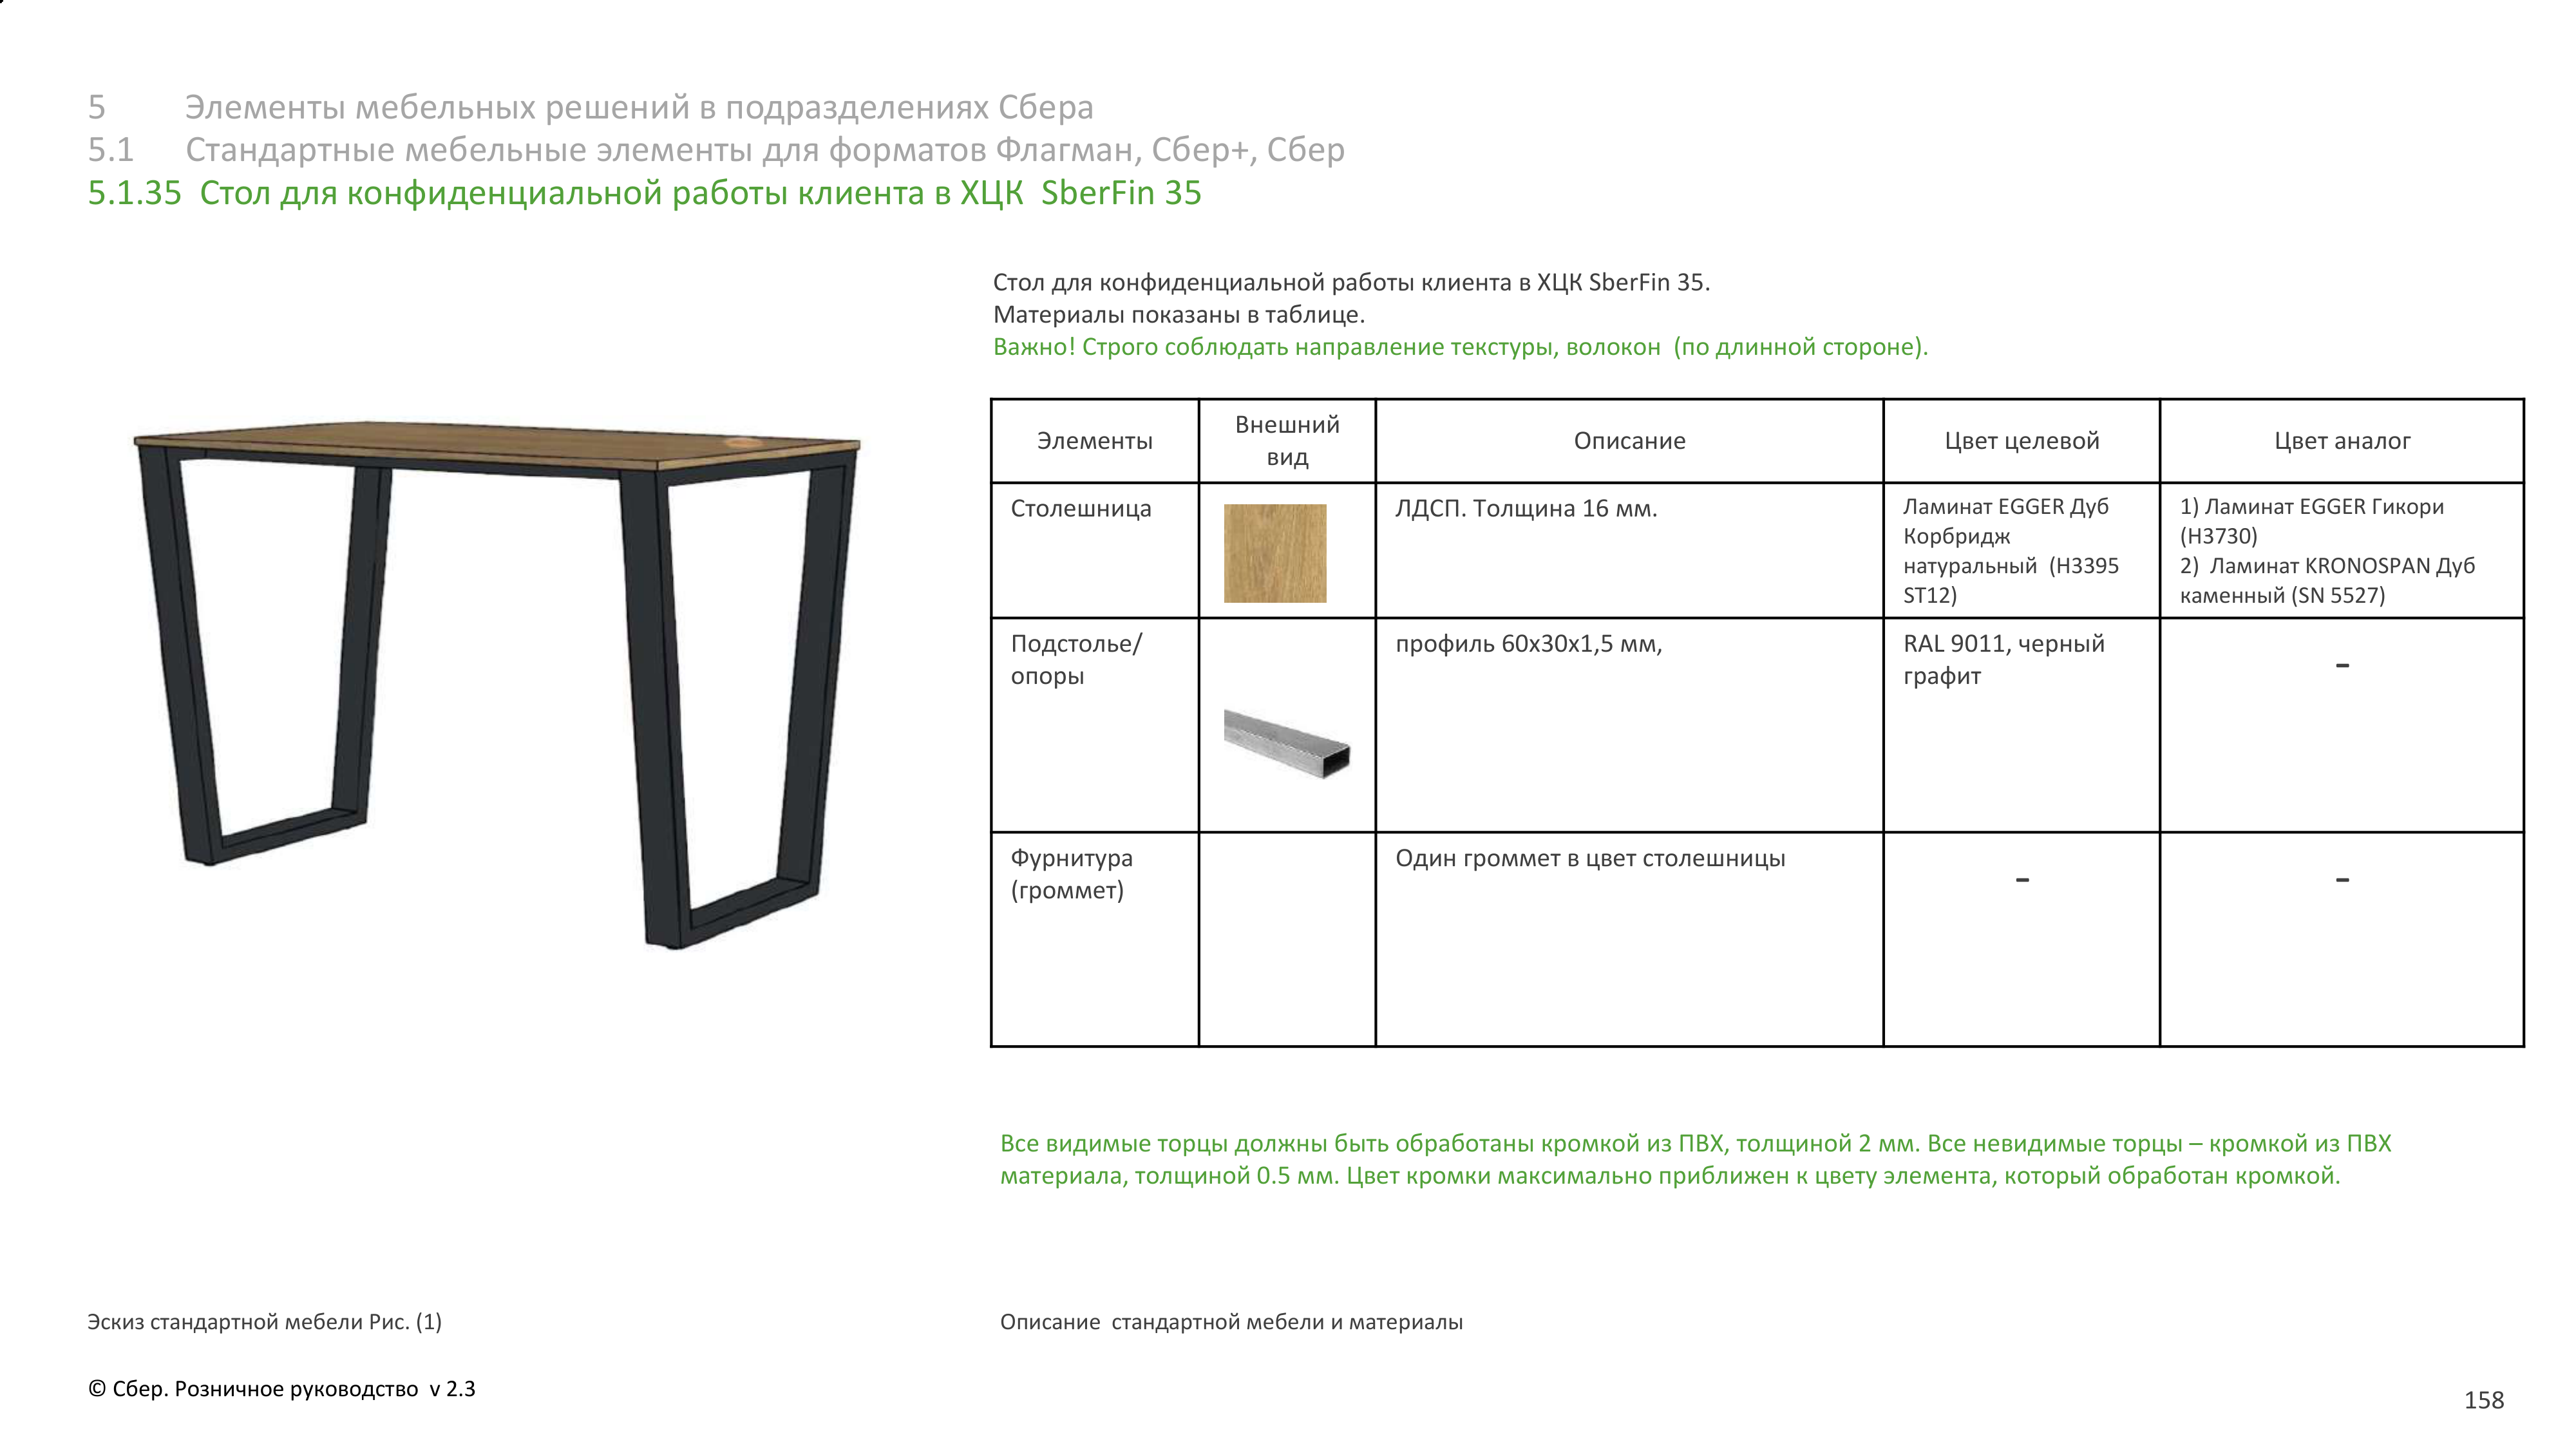 5 Элементы мебельных решений в подразделениях Сбера
5.1 Стандартные мебельные элементы для форматов Флагман, Сбер+, Сбер
5.1.35 Стол для конфиденциальной работы клиента в ХЦК SberFin 35
Стол для конфиденциальной работы клиента в ХЦК SberFin 35.
Материалы показаны в таблице.
Важно! Строго соблюдать направление текстуры, волокон (по длинной стороне).
Элементы
Внешний
вид
Описание
Цвет целевой
Цвет аналог
Столешница
ЛДСП. Толщина 16 мм.
Ламинат EGGER Дуб
Корбридж
натуральный (H3395
ST12)
1) Ламинат EGGER Гикори
(H3730)
2) Ламинат KRONOSPAN Дуб
каменный (SN 5527)
Подстолье/
опоры
профиль 60х30х1,5 мм,
RAL 9011, черный
графит
–
Фурнитура
(громмет)
Один громмет в цвет столешницы
–
–
Все видимые торцы должны быть обработаны кромкой из ПВХ, толщиной 2 мм. Все невидимые торцы – кромкой из ПВХ
материала, толщиной 0.5 мм. Цвет кромки максимально приближен к цвету элемента, который обработан кромкой.
Эскиз стандартной мебели Рис. (1)
Описание стандартной мебели и материалы
© Сбер. Розничное руководство v 2.3
158